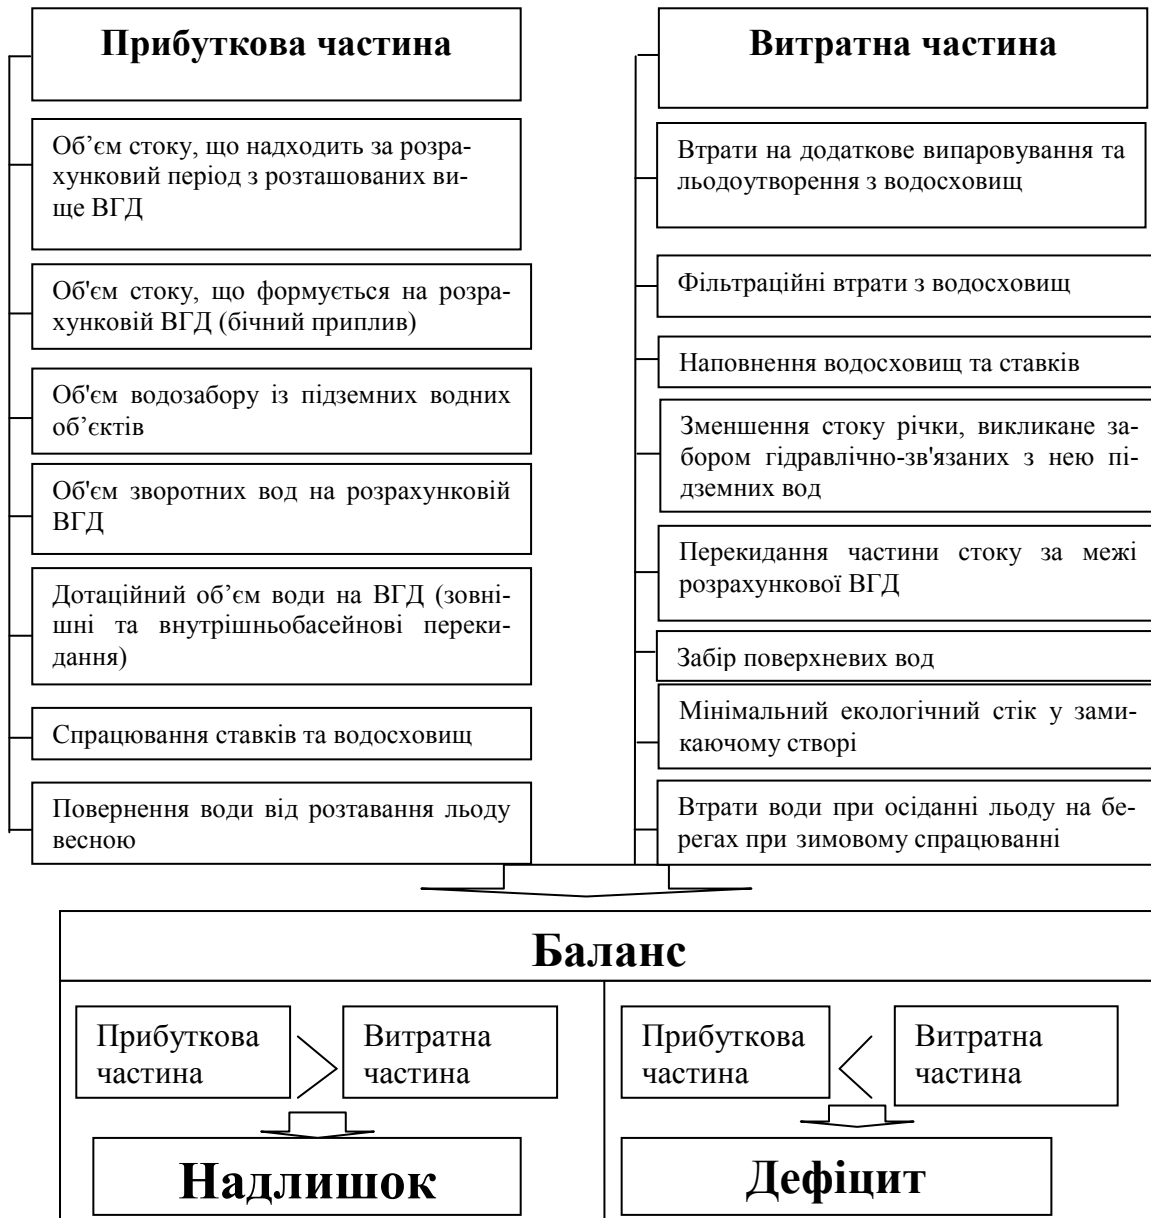 Прибуткова частина
Об’єм стоку, що надходить за розра-
хунковий період з розташованих ви-
ще ВГД
Об'єм стоку, що формується на розра-
хунковій ВГД (бічний приплив)
Об'єм водозабору із підземних водних
об’єктів
Об'єм зворотних вод на розрахунковій
ВГД
Дотаційний об’єм води на ВГД (зовні-
шні та внутрішньобасейнові переки-
дання)
Спрацювання ставків та водосховищ
Повернення води від розтавання льоду
весною
Витратна частина
Втрати на додаткове випаровування та
льодоутворення з водосховищ
Фільтраційні втрати з водосховищ
Наповнення водосховищ та ставків
Зменшення стоку річки, викликане за-
бором гідравлічно-зв'язаних з нею пі-
дземних вод
Перекидання частини стоку за межі
розрахункової ВГД
Забір поверхневих вод
Мінімальний екологічний стік у зами-
каючому створі
Втрати води при осіданні льоду на бе-
регах при зимовому спрацюванні
Баланс
Прибуткова
частина
Витратна
частина
Надлишок
Прибуткова
частина
Витратна
частина
Дефіцит